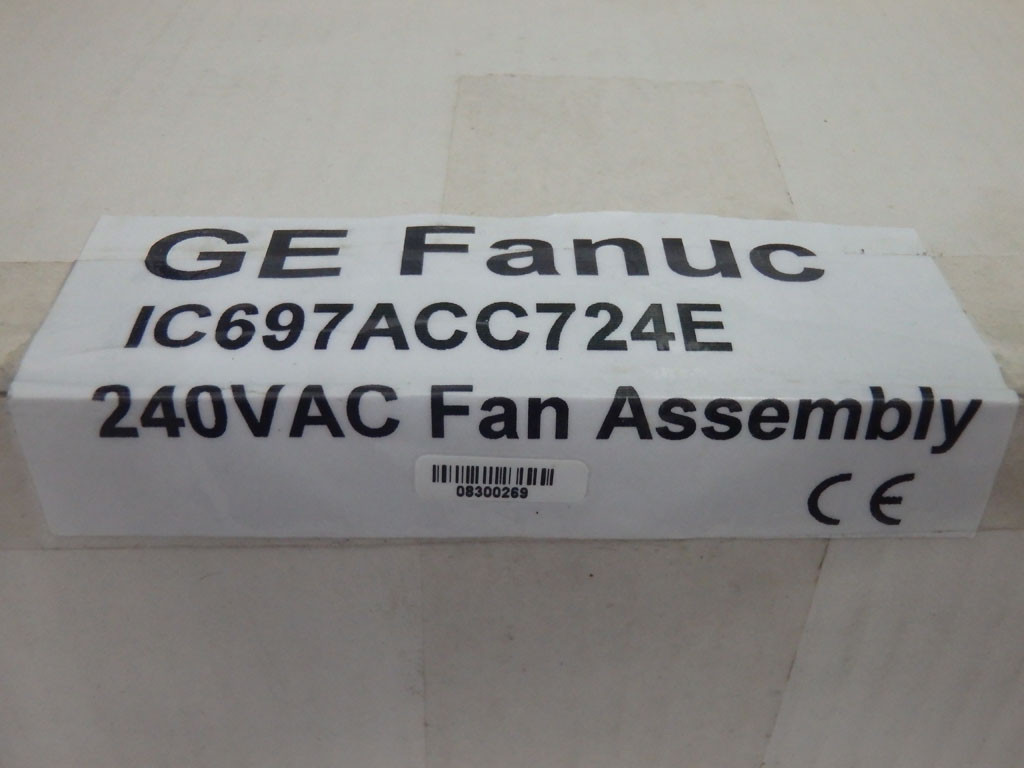 GE Fanuc
IC697ACC724E
240VAC Fan Assembly
08300269
CE